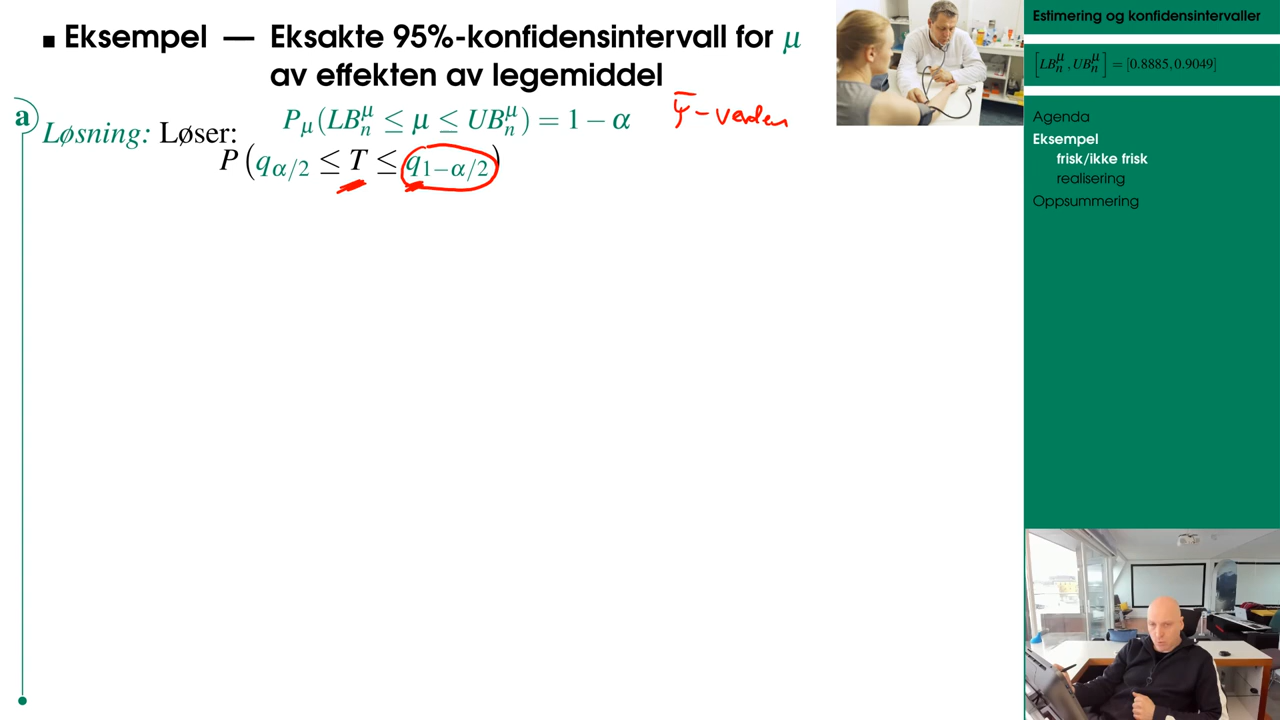 ■ Eksempel — Eksakte 95%-konfidensintervall for μ
av effekten av legemiddel
a
Løsning: Løser: P_μ(LB_n^μ ≤ μ ≤ UB_n^μ) = 1 − α
P(q_{α/2} ≤ T ≤ q_{1−α/2})
Estimering og konfidensintervaller
[LB_n^μ, UB_n^μ] = [0.8885, 0.9049]
Agenda
Eksempel
frisk/ikke frisk
realisering
Oppsummering